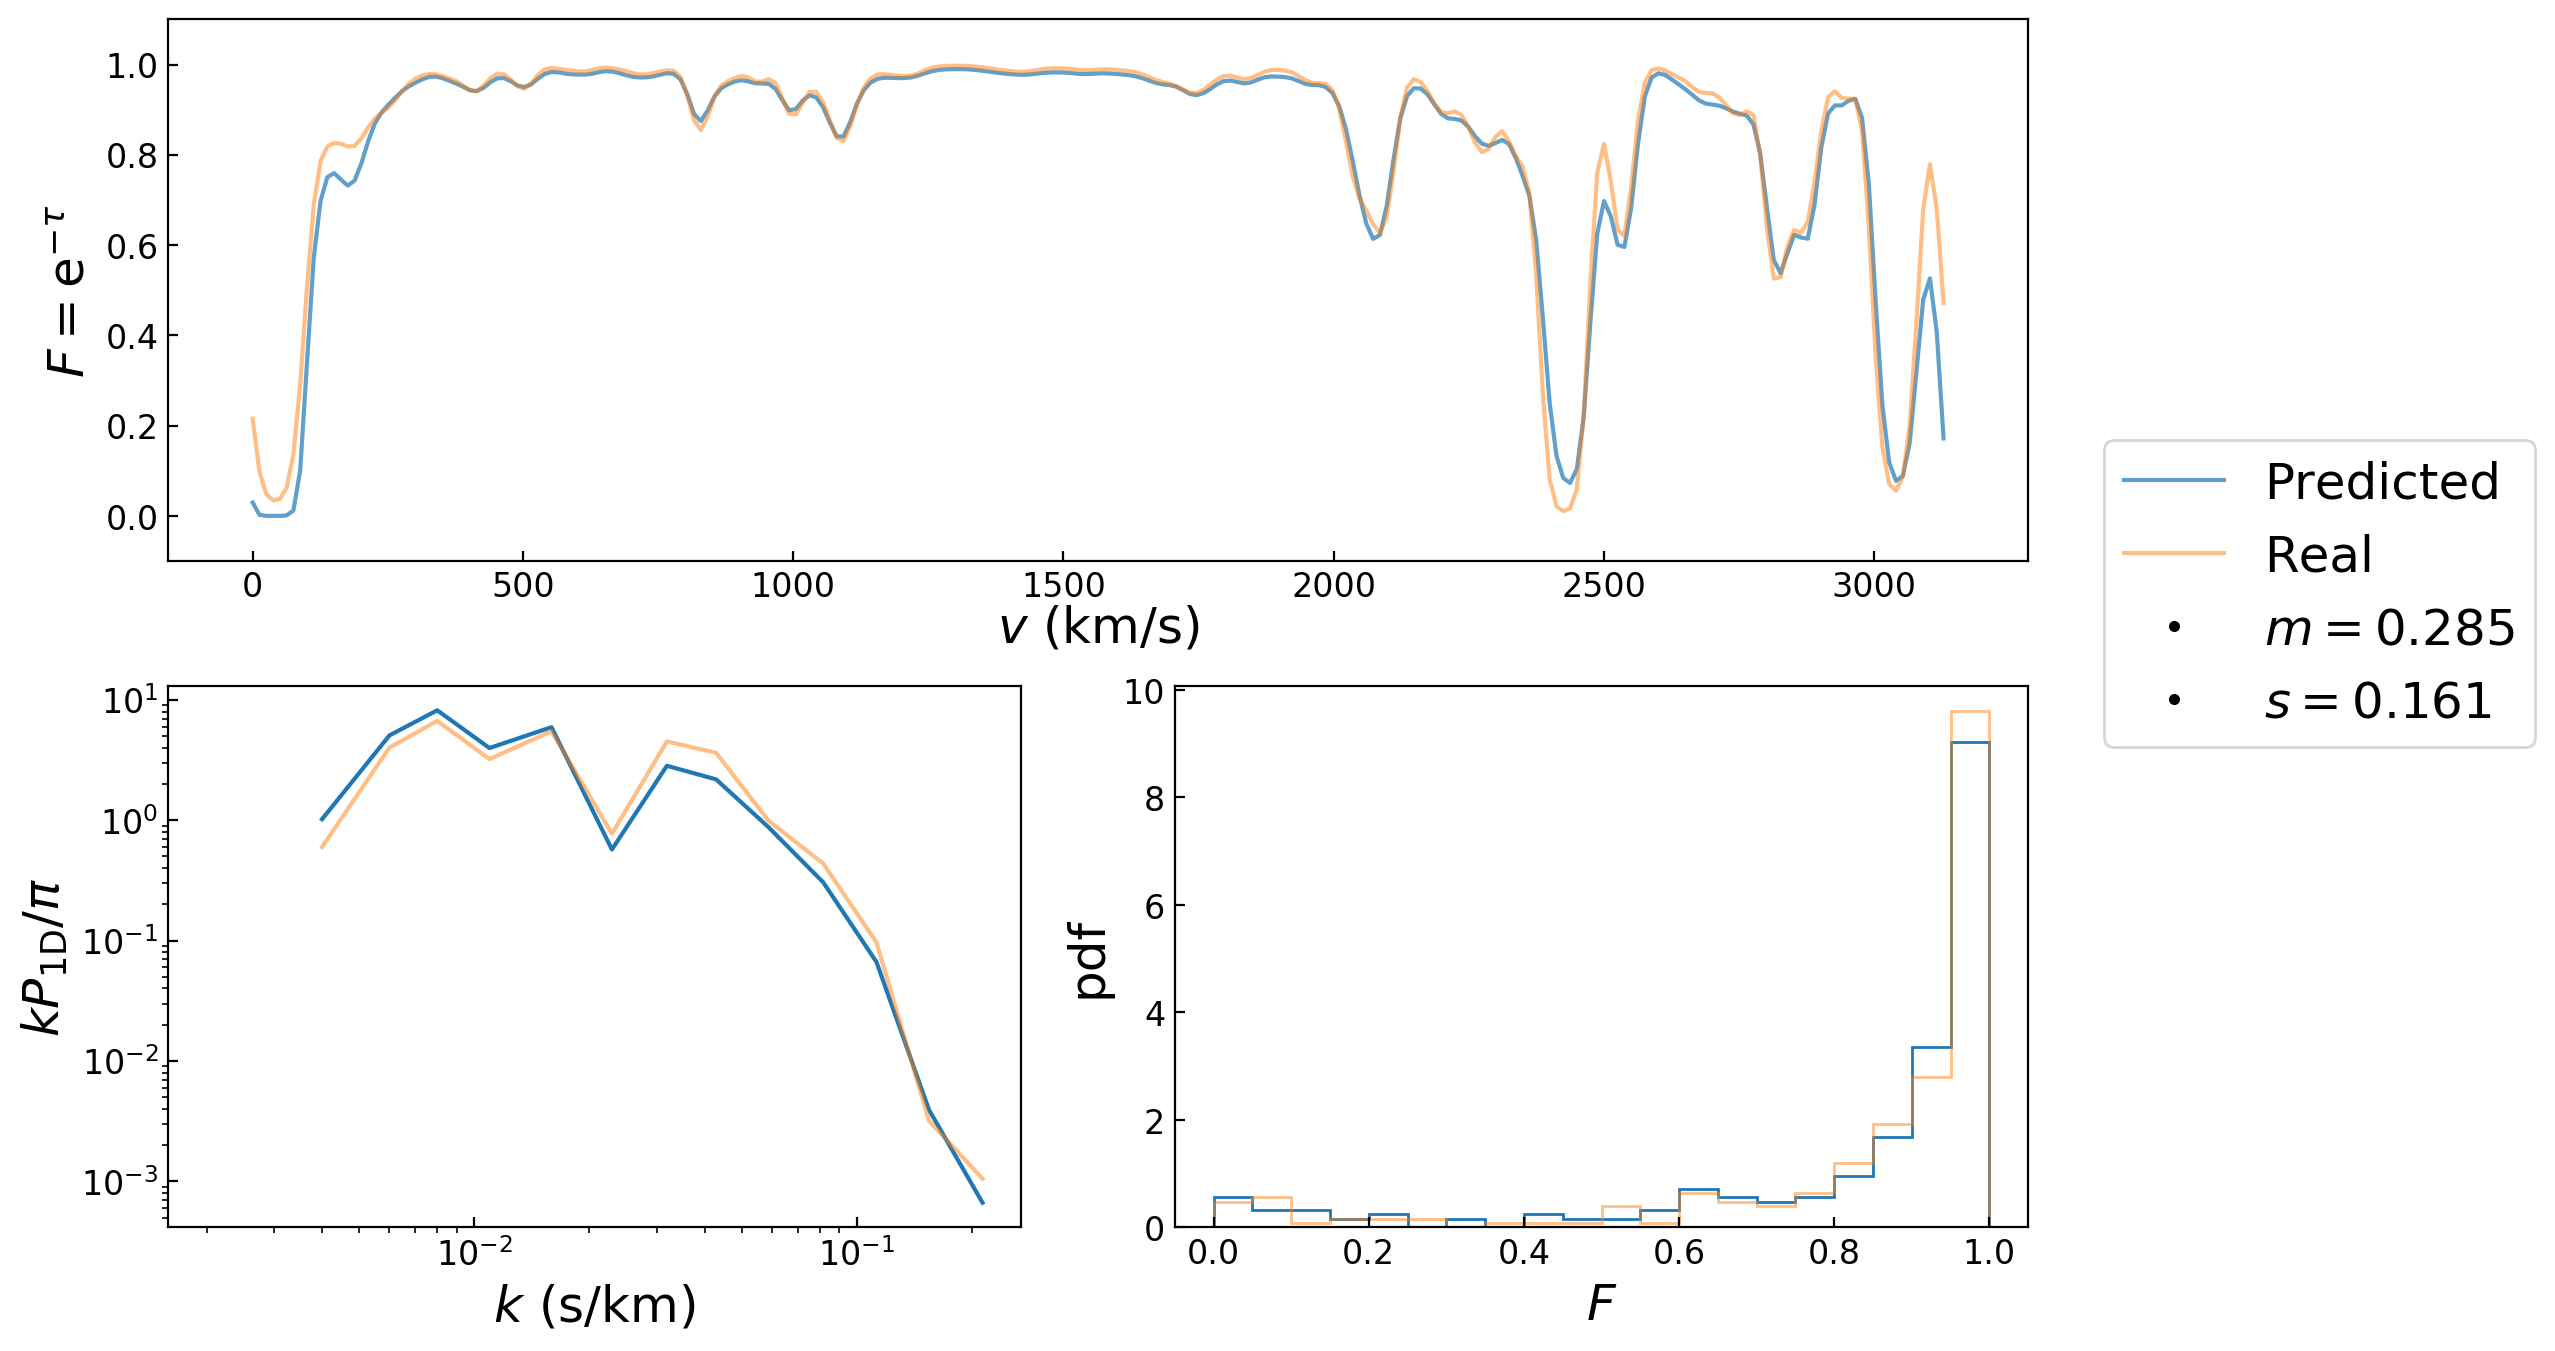 F = e^{-τ}
1.0
0.8
0.6
0.4
0.2
0.0
0 500 1000 1500 2000 2500 3000
v (km/s)
Predicted
Real
m = 0.285
s = 0.161
kP_{1D}/π
10^1
10^0
10^{-1}
10^{-2}
10^{-3}
10^{-2} 10^{-1}
k (s/km)
pdf
10
8
6
4
2
0
0.0 0.2 0.4 0.6 0.8 1.0
F